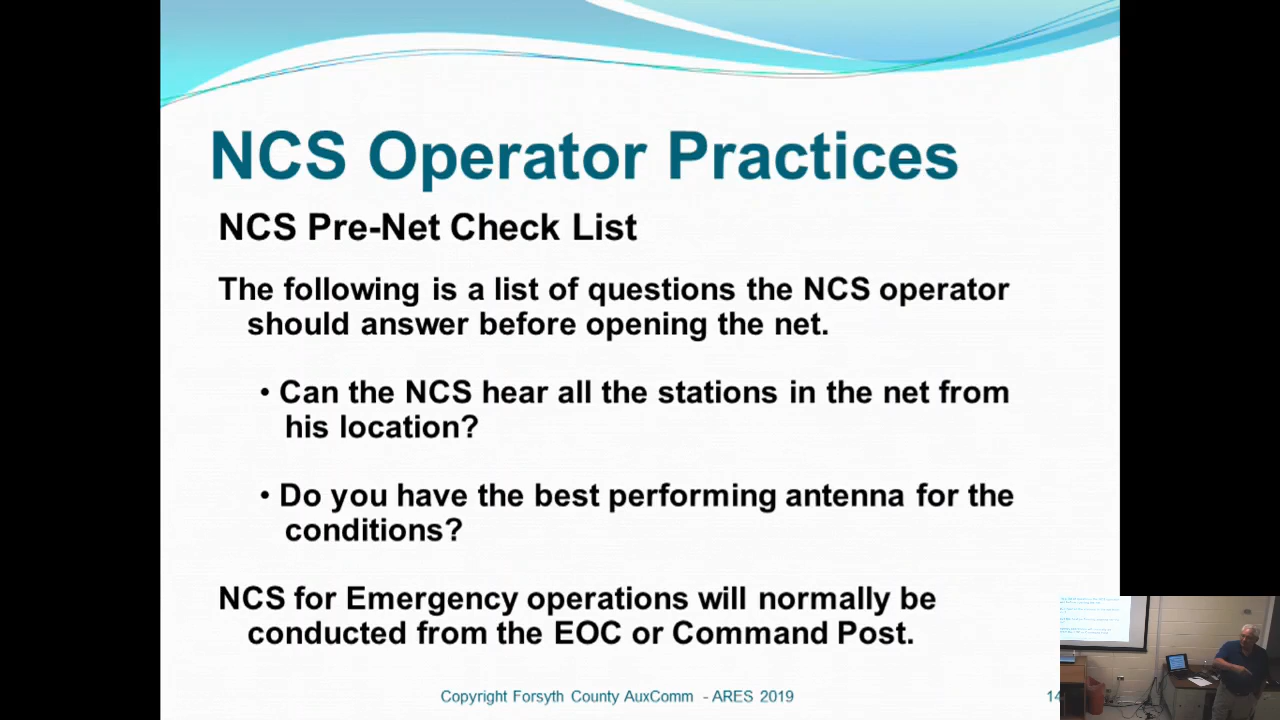 NCS Operator Practices
NCS Pre-Net Check List
The following is a list of questions the NCS operator
should answer before opening the net.
• Can the NCS hear all the stations in the net from
his location?
• Do you have the best performing antenna for the
conditions?
NCS for Emergency operations will normally be
conducted from the EOC or Command Post.
Copyright Forsyth County AuxComm - ARES 2019
14